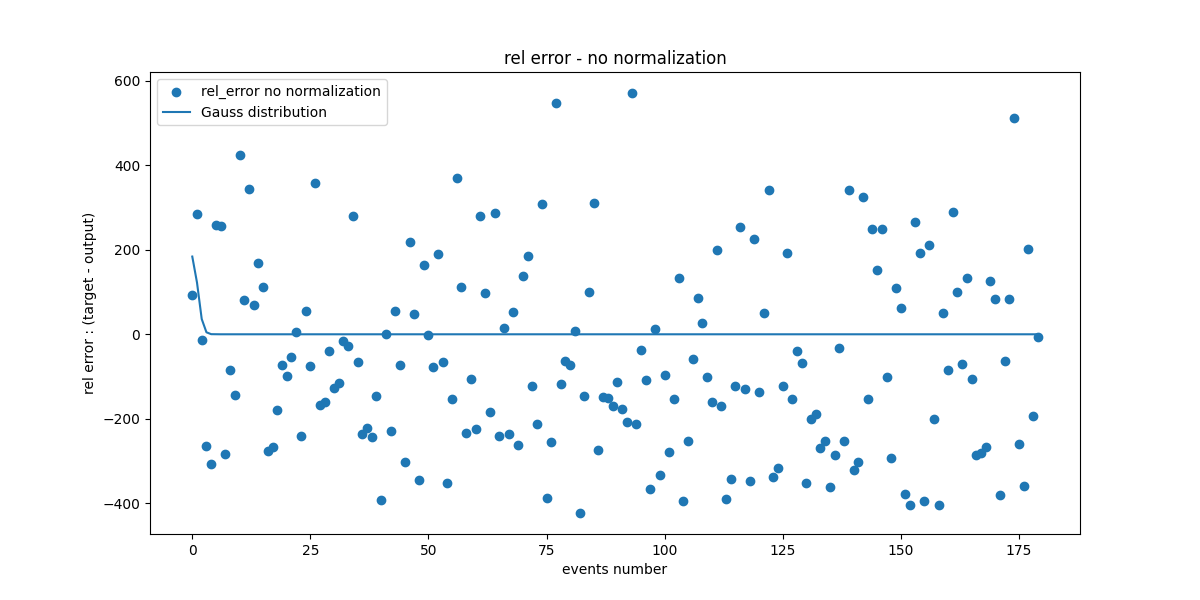 rel error - no normalization
rel_error no normalization
Gauss distribution
rel error : (target - output)
600
400
200
0
−200
−400
0 25 50 75 100 125 150 175
events number